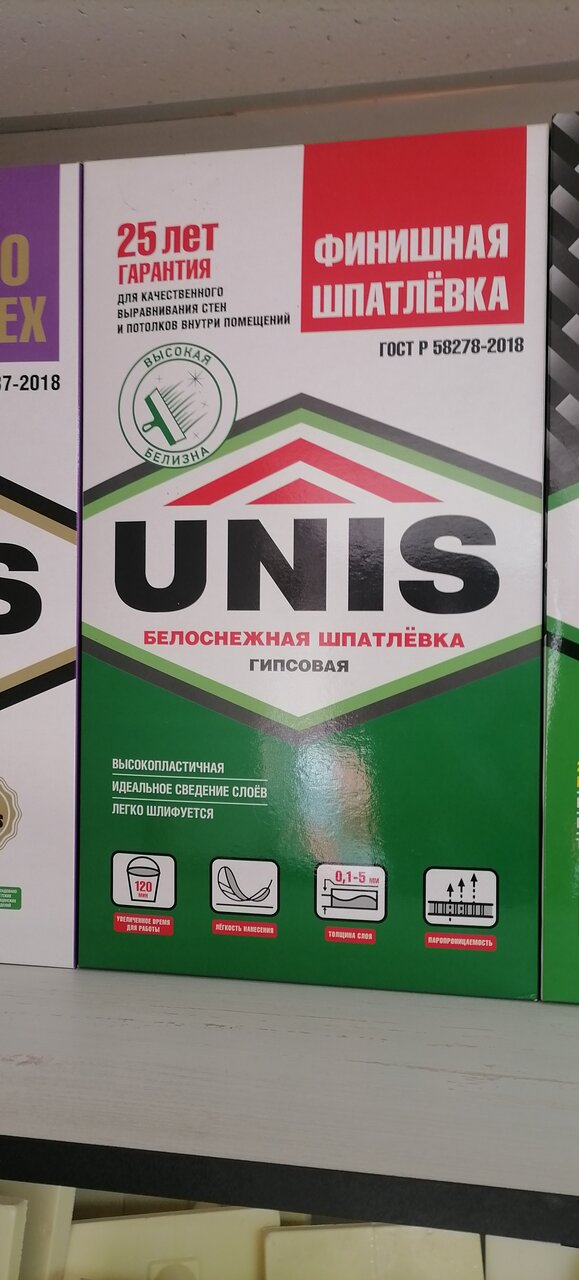 25 лет
ГАРАНТИЯ
ДЛЯ КАЧЕСТВЕННОГО
ВЫРАВНИВАНИЯ СТЕН
И ПОТОЛКОВ ВНУТРИ ПОМЕЩЕНИЙ
ФИНИШНАЯ
ШПАТЛЁВКА
ГОСТ Р 58278-2018
ВЫСОКАЯ
БЕЛИЗНА
UNIS
БЕЛОСНЕЖНАЯ ШПАТЛЁВКА
ГИПСОВАЯ
ВЫСОКОПЛАСТИЧНАЯ
ИДЕАЛЬНОЕ СВЕДЕНИЕ СЛОЁВ
ЛЕГКО ШЛИФУЕТСЯ
120
МИН
УВЕЛИЧЕННОЕ ВРЕМЯ
ДЛЯ РАБОТЫ
ЛЁГКОСТЬ НАНЕСЕНИЯ
0,1-5 ММ
ТОЛЩИНА СЛОЯ
ПАРОПРОНИЦАЕМОСТЬ
О
ЕХ
7-2018
S